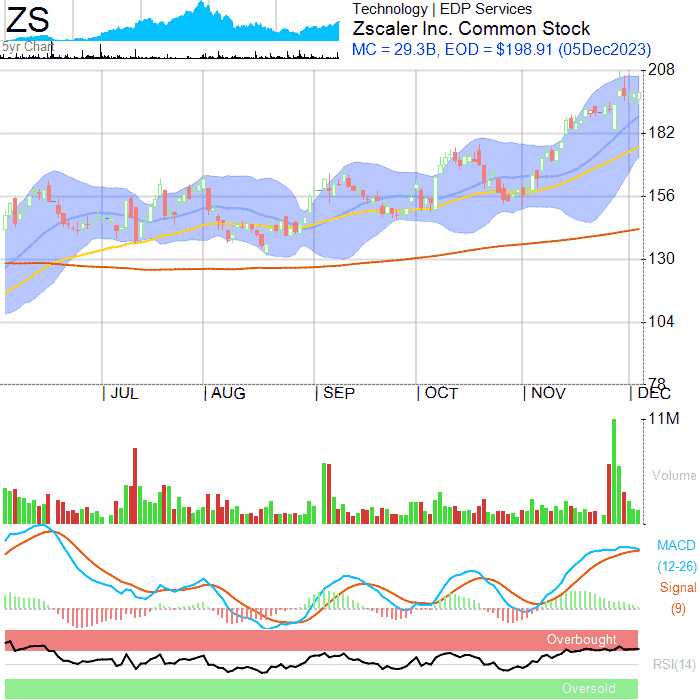 ZS
5yr Chart
Technology | EDP Services
Zscaler Inc. Common Stock
MC = 29.3B, EOD = $198.91 (05Dec2023)
208
182
156
130
104
78
JUL
AUG
SEP
OCT
NOV
DEC
11M
Volume
MACD
(12-26)
Signal
(9)
Overbought
RSI(14)
Oversold